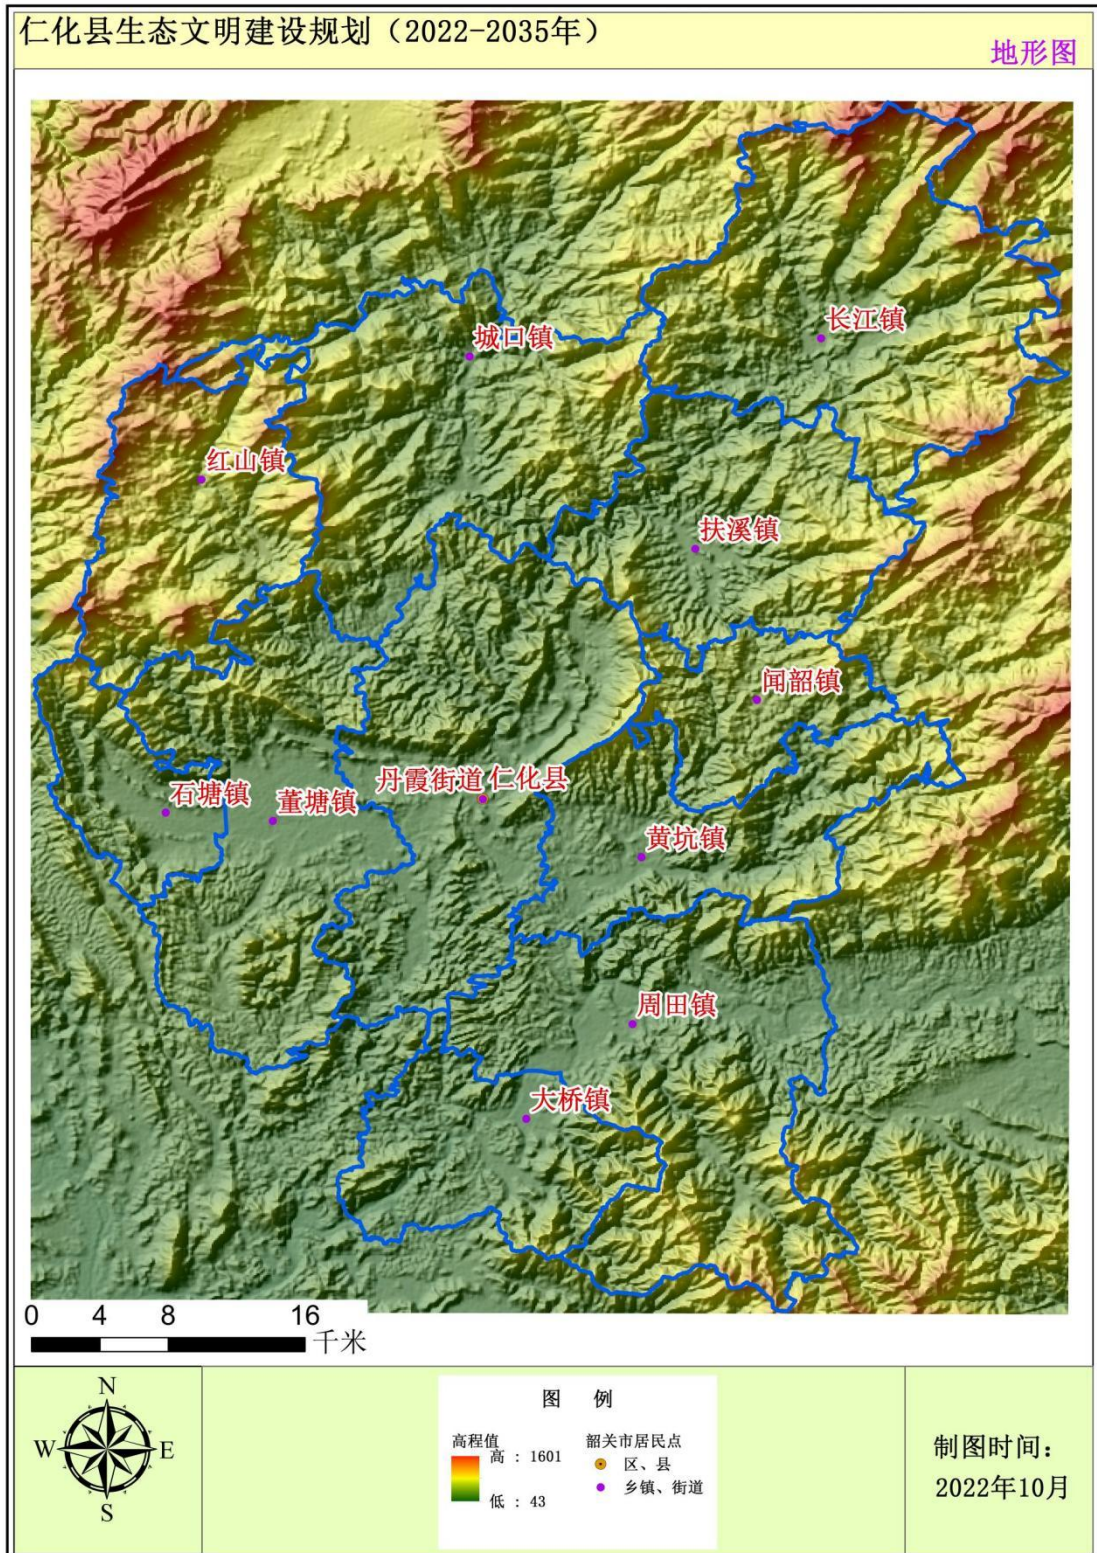 仁化县生态文明建设规划（2022-2035年）
地形图
长江镇
城口镇
红山镇
扶溪镇
闻韶镇
丹霞街道 仁化县
石塘镇
董塘镇
黄坑镇
周田镇
大桥镇
0 4 8 16
千米
N
W E
S
图 例
高程值
高 : 1601
低 : 43
韶关市居民点
区、县
乡镇、街道
制图时间：
2022年10月